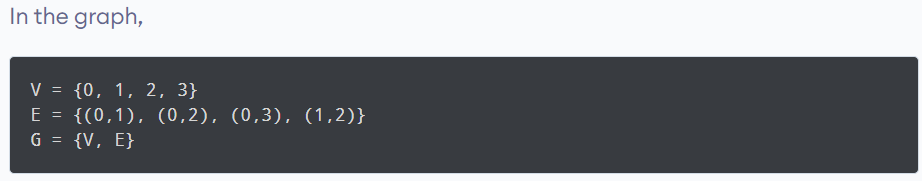 In the graph,
V = {0, 1, 2, 3}
E = {(0,1), (0,2), (0,3), (1,2)}
G = {V, E}